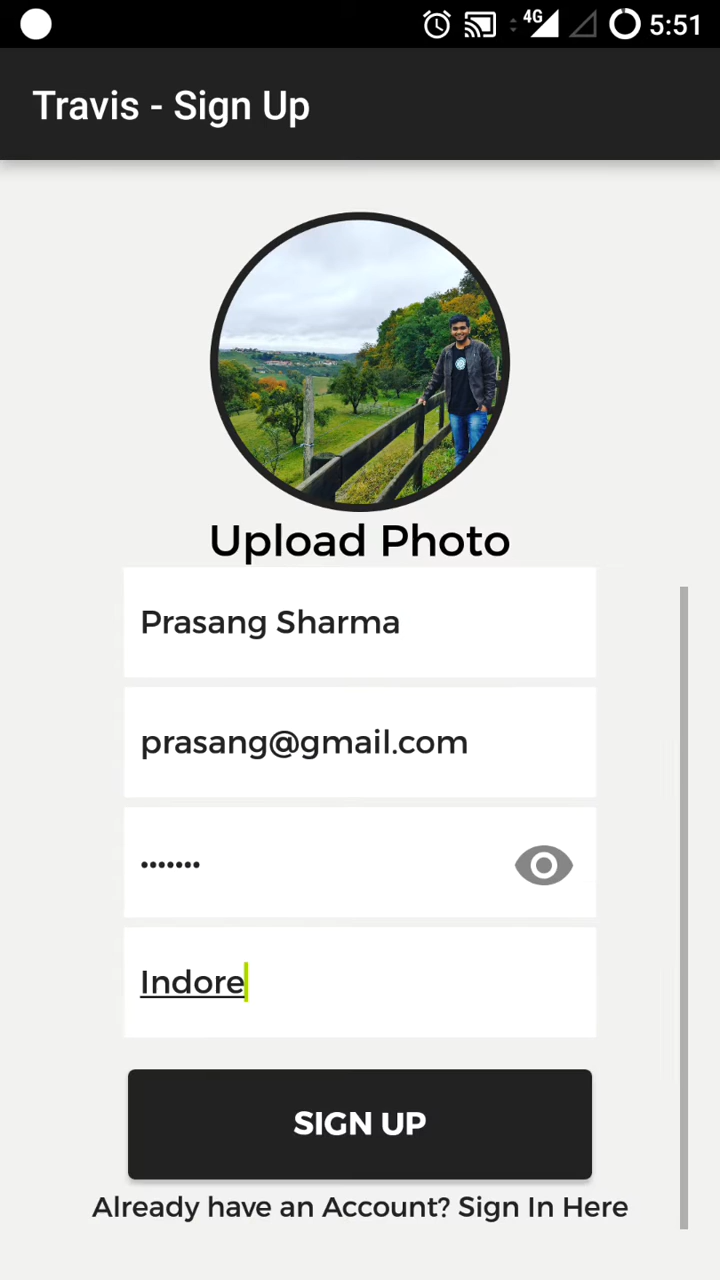 4G 5:51
Travis - Sign Up
Upload Photo
Prasang Sharma
prasang@gmail.com
•••••••
Indore
SIGN UP
Already have an Account? Sign In Here